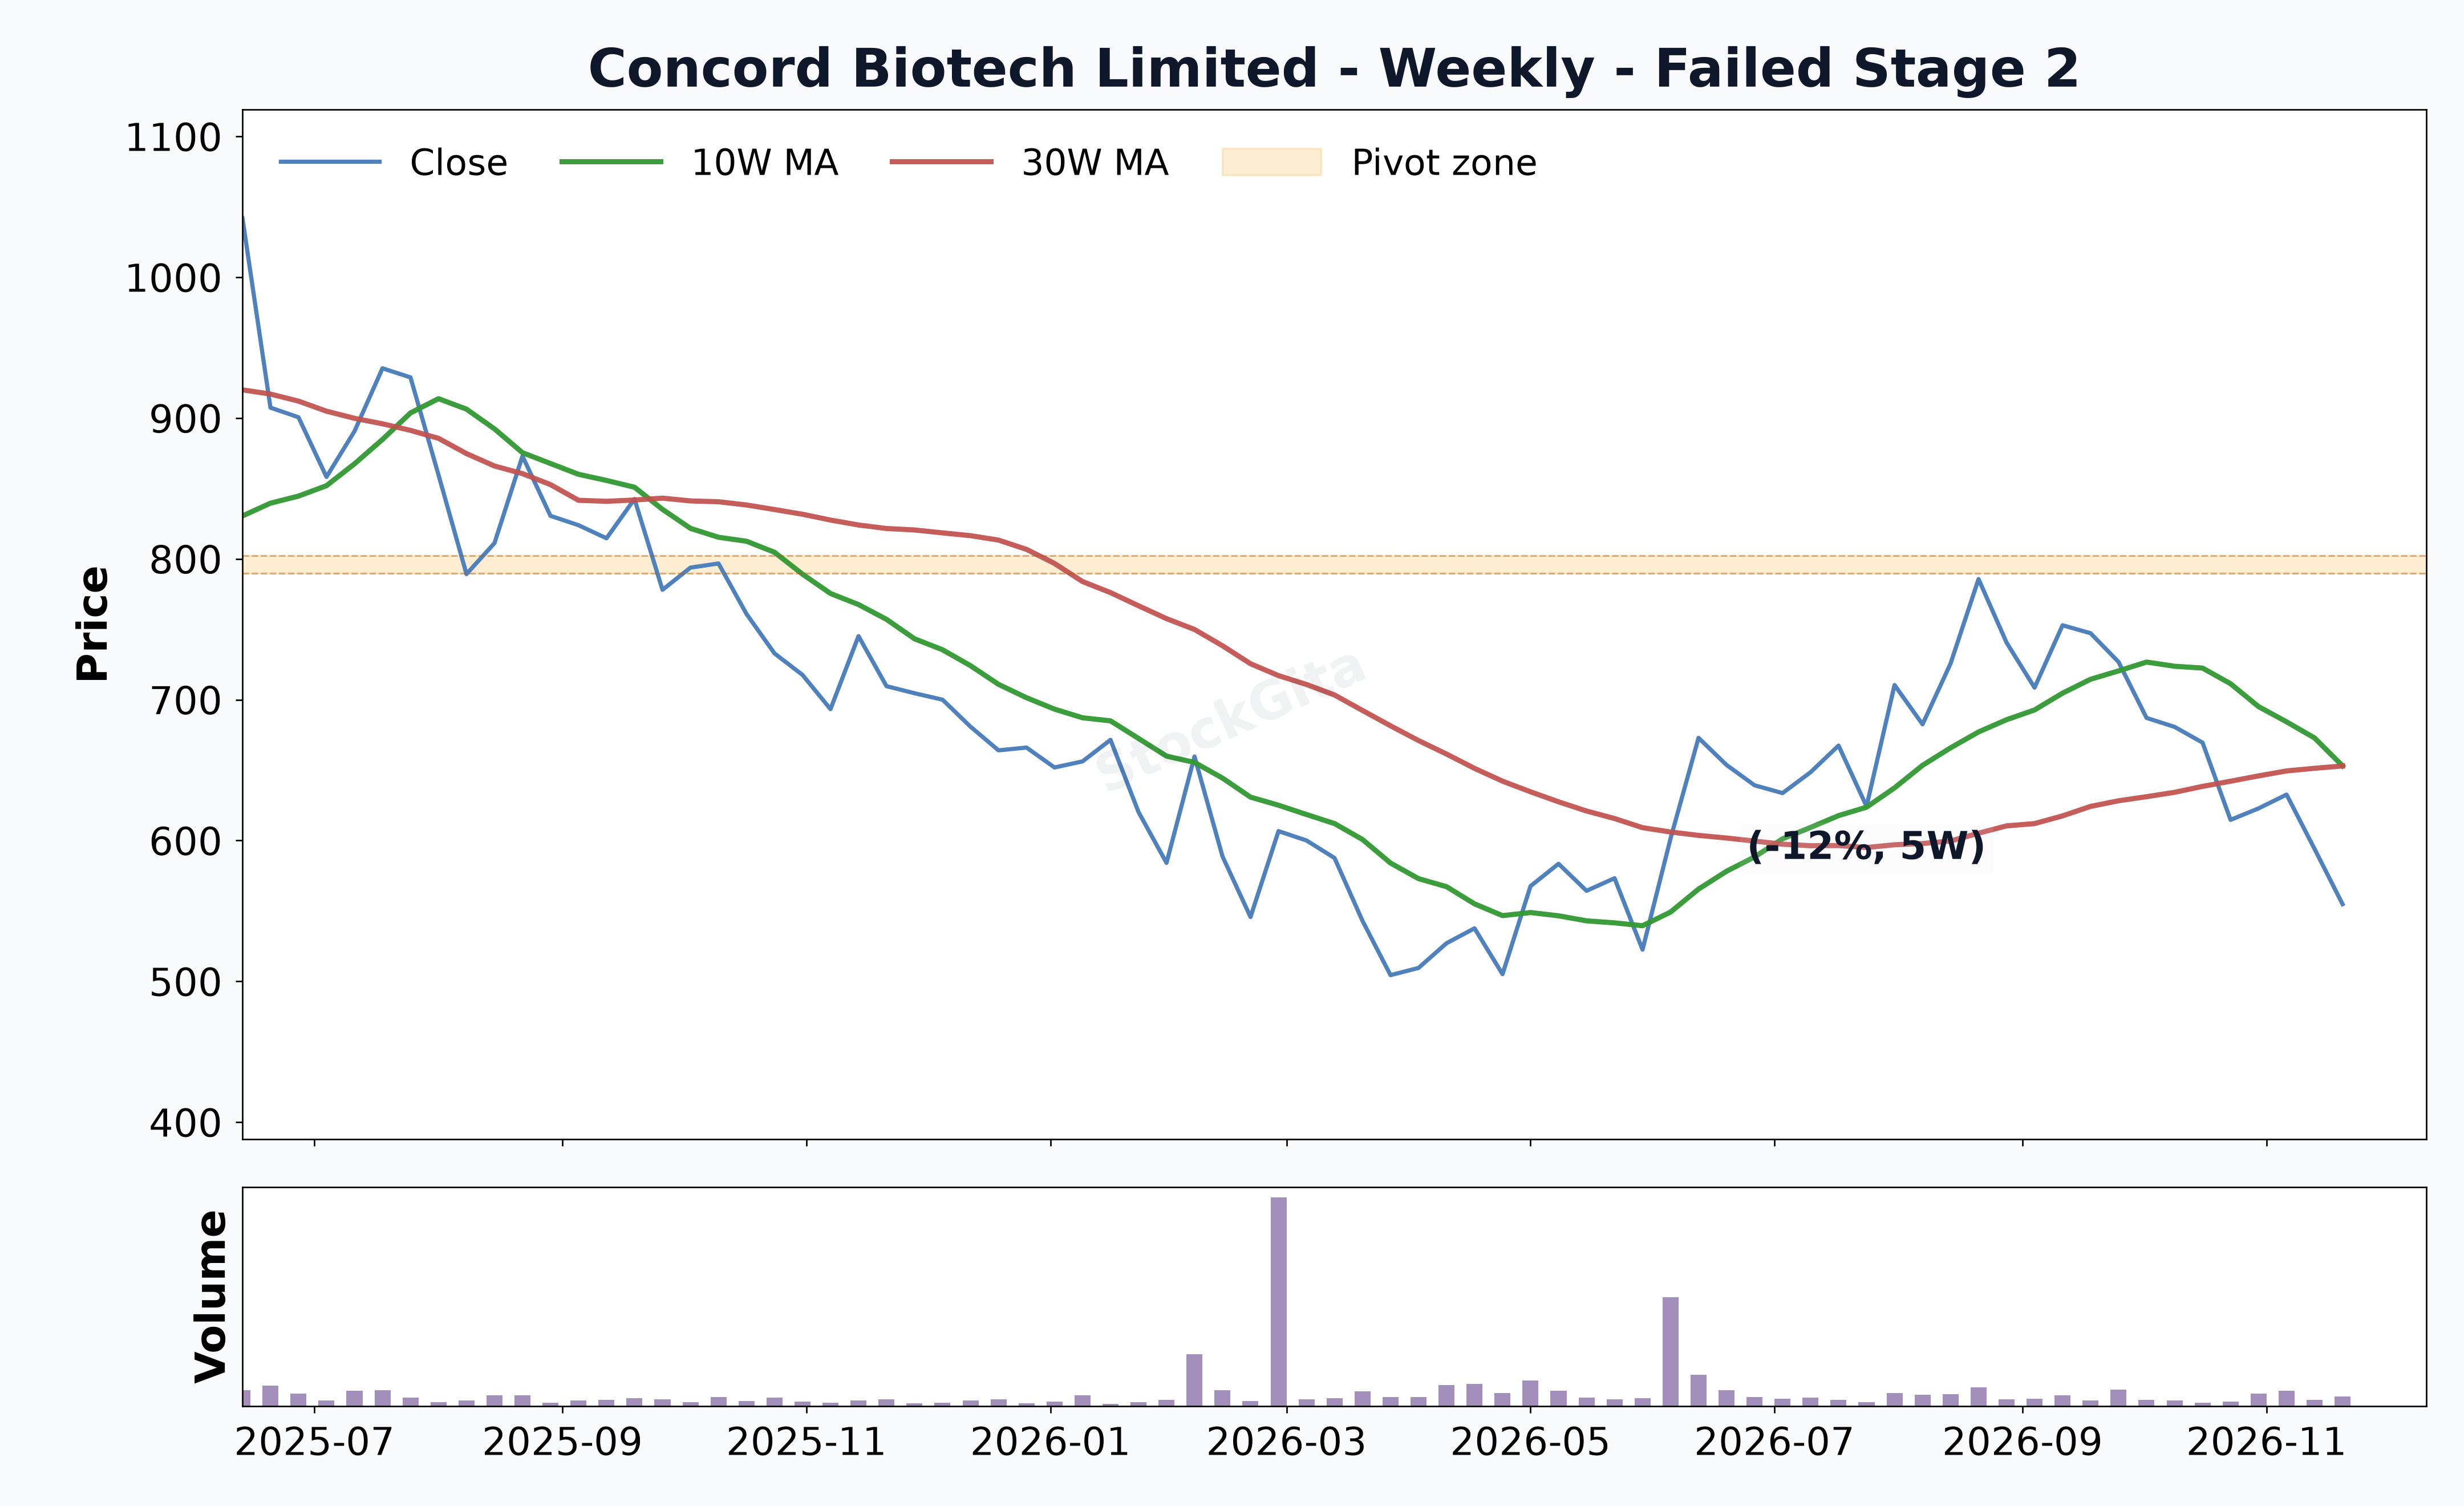 Concord Biotech Limited - Weekly - Failed Stage 2
Close 10W MA 30W MA Pivot zone
1100
1000
900
800
700
600
500
400
Price
StockGita
(-12%, 5W)
Volume
2025-07 2025-09 2025-11 2026-01 2026-03 2026-05 2026-07 2026-09 2026-11